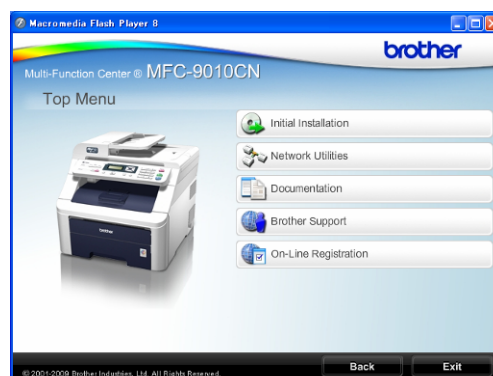 Macromedia Flash Player 8
brother
Multi-Function Center ® MFC-9010CN
Top Menu
Initial Installation
Network Utilities
Documentation
Brother Support
On-Line Registration
© 2001-2009 Brother Industries, Ltd. All Rights Reserved.
Back
Exit